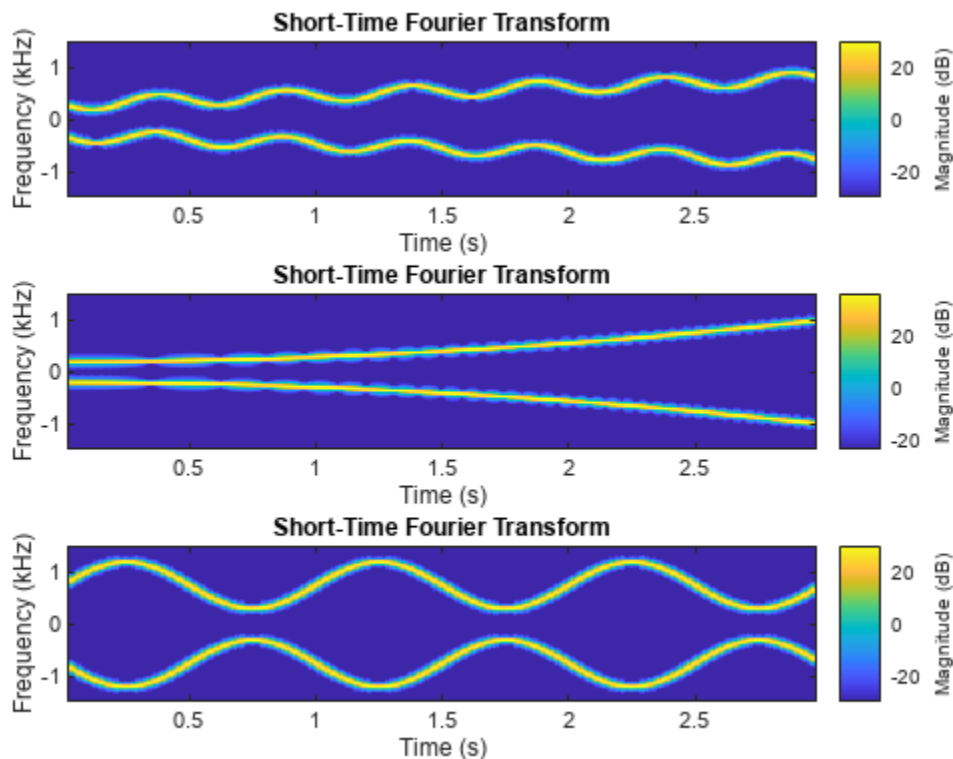 Short-Time Fourier Transform
Frequency (kHz)
1
0
-1
0.5 1 1.5 2 2.5
Time (s)
20
0
-20
Magnitude (dB)
Short-Time Fourier Transform
Frequency (kHz)
1
0
-1
0.5 1 1.5 2 2.5
Time (s)
20
0
-20
Magnitude (dB)
Short-Time Fourier Transform
Frequency (kHz)
1
0
-1
0.5 1 1.5 2 2.5
Time (s)
20
0
-20
Magnitude (dB)